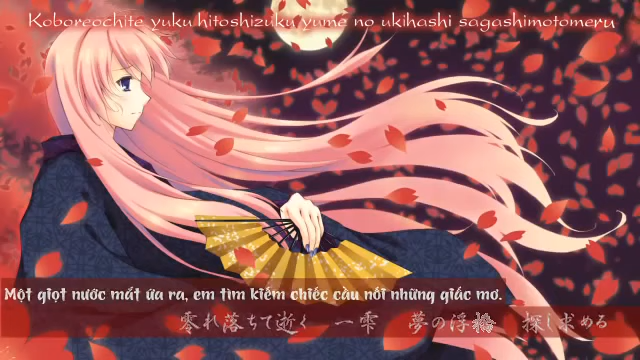 Koboreochite yuku hitoshizuku yume no ukihashi sagashimotomeru
Một giọt nước mắt ứa ra, em tìm kiếm chiếc cầu nối những giấc mơ.
零れ落ちて逝く 一雫 夢の浮橋 探し求める